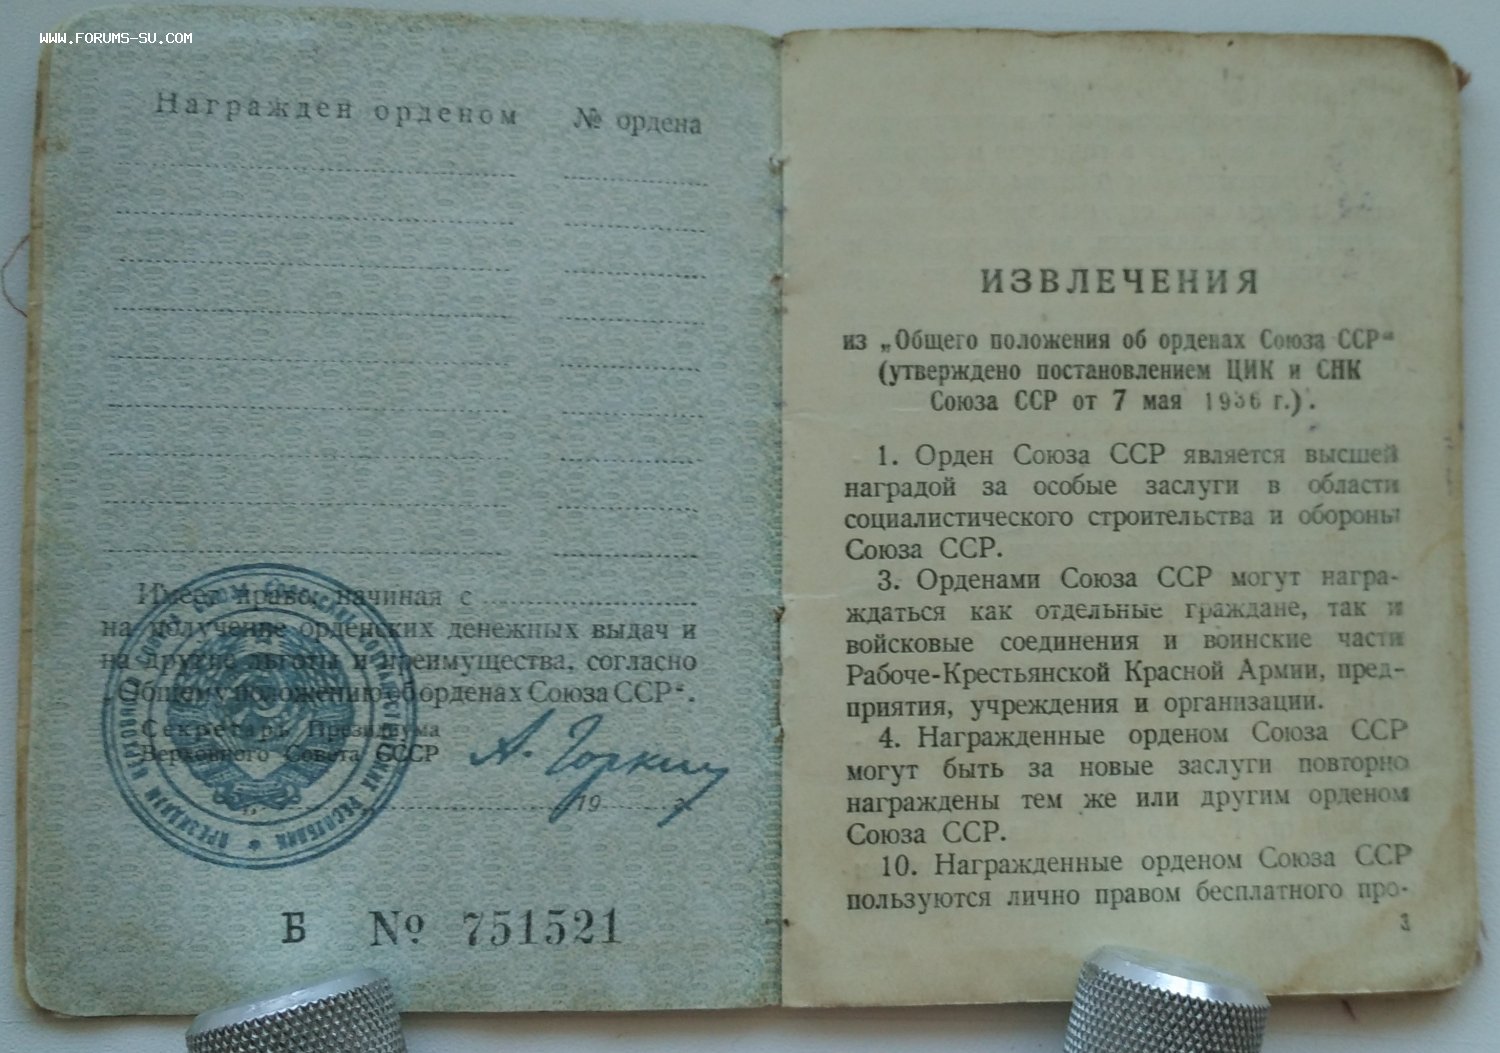 WWW.FORUMS-SU.COM
Награжден орденом № ордена
Имеет право, начиная с
на получение орденских денежных выдач и
на другие льготы и преимущества, согласно
„Общему положению об орденах Союза ССР“.
Секретарь Президиума
Верховного Совета СССР
А. Горкин
19 г.
Б № 751521
ИЗВЛЕЧЕНИЯ
из „Общего положения об орденах Союза ССР“
(утверждено постановлением ЦИК и СНК
Союза ССР от 7 мая 1936 г.).
1. Орден Союза ССР является высшей
наградой за особые заслуги в области
социалистического строительства и обороны
Союза ССР.
3. Орденами Союза ССР могут награ-
ждаться как отдельные граждане, так и
войсковые соединения и воинские части
Рабоче-Крестьянской Красной Армии, пред-
приятия, учреждения и организации.
4. Награжденные орденом Союза ССР
могут быть за новые заслуги повторно
награждены тем же или другим орденом
Союза ССР.
10. Награжденные орденом Союза ССР
пользуются лично правом бесплатного про-
3